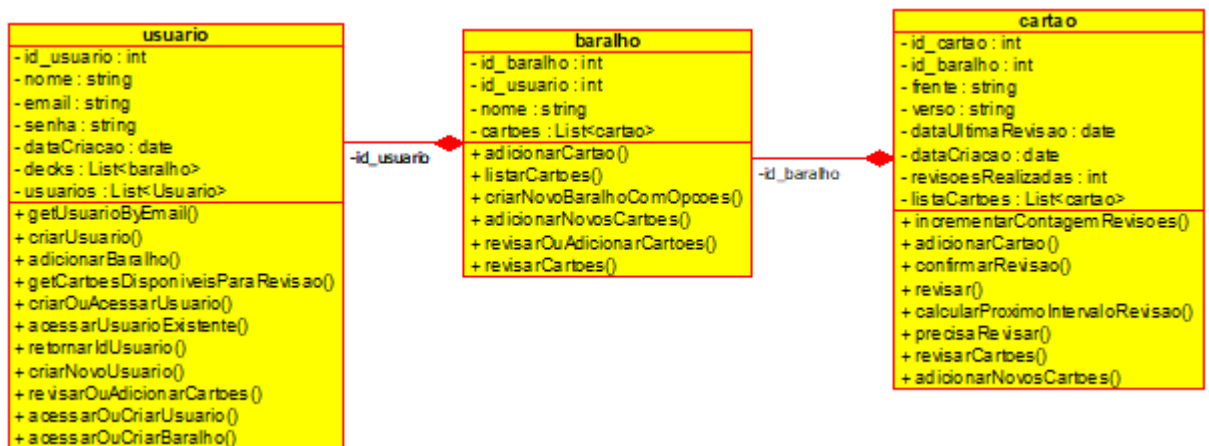 usuario
- id_usuario : int
- nome : string
- email : string
- senha : string
- dataCriacao : date
- decks : List<baralho>
- usuarios : List<Usuario>
+ getUsuarioByEmail()
+ criarUsuario()
+ adicionarBaralho()
+ getCartoesDisponiveisParaRevisao()
+ criarOuAcessarUsuario()
+ acessarUsuarioExistente()
+ retornarIdUsuario()
+ criarNovoUsuario()
+ revisarOuAdicionarCartoes()
+ acessarOuCriarUsuario()
+ acessarOuCriarBaralho()
-id_usuario
baralho
- id_baralho : int
- id_usuario : int
- nome : string
- cartoes : List<cartao>
+ adicionarCartao()
+ listarCartoes()
+ criarNovoBaralhoComOpcoes()
+ adicionarNovosCartoes()
+ revisarOuAdicionarCartoes()
+ revisarCartoes()
-id_baralho
cartao
- id_cartao : int
- id_baralho : int
- frente : string
- verso : string
- dataUltimaRevisao : date
- dataCriacao : date
- revisoesRealizadas : int
- listaCartoes : List<cartao>
+ incrementarContagemRevisoes()
+ adicionarCartao()
+ confirmarRevisao()
+ revisar()
+ calcularProximoIntervaloRevisao()
+ precisaRevisar()
+ revisarCartoes()
+ adicionarNovosCartoes()